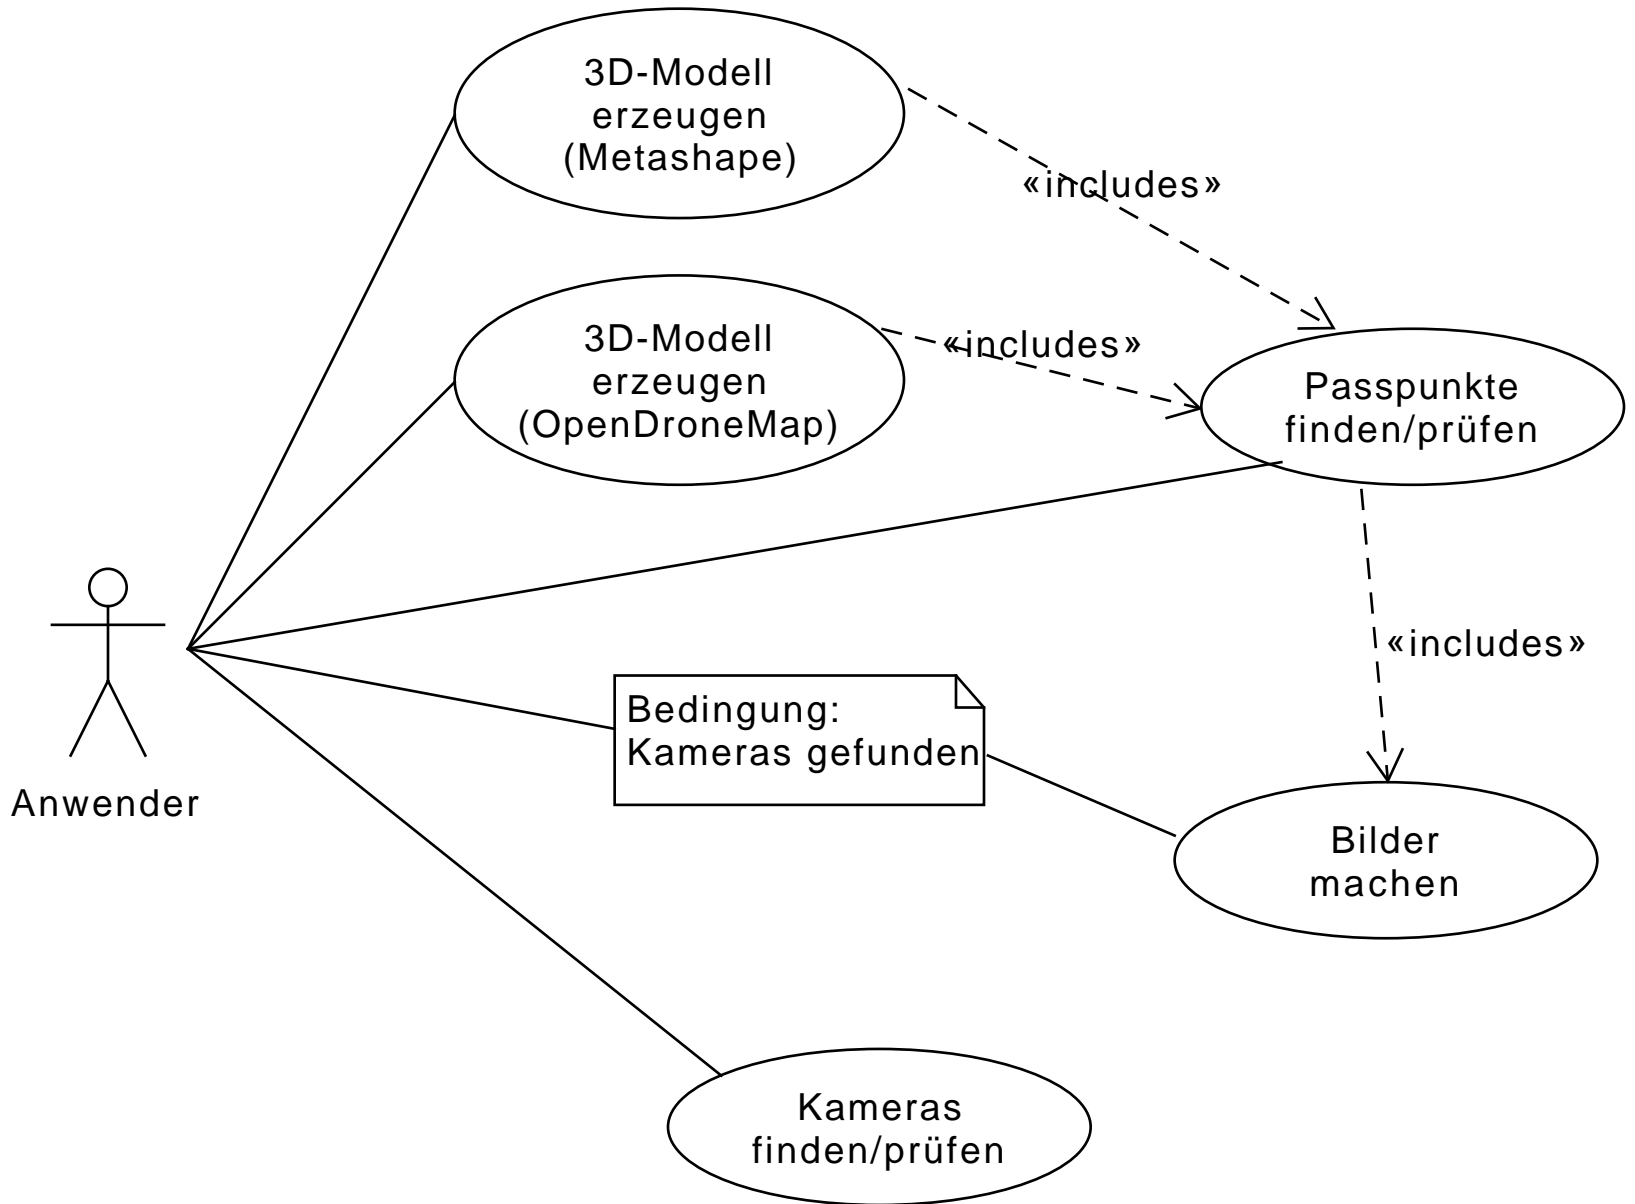 3D-Modell
erzeugen
(Metashape)
«includes»
3D-Modell
erzeugen
(OpenDroneMap)
«includes»
Passpunkte
finden/prüfen
«includes»
Bedingung:
Kameras gefunden
Anwender
Bilder
machen
Kameras
finden/prüfen